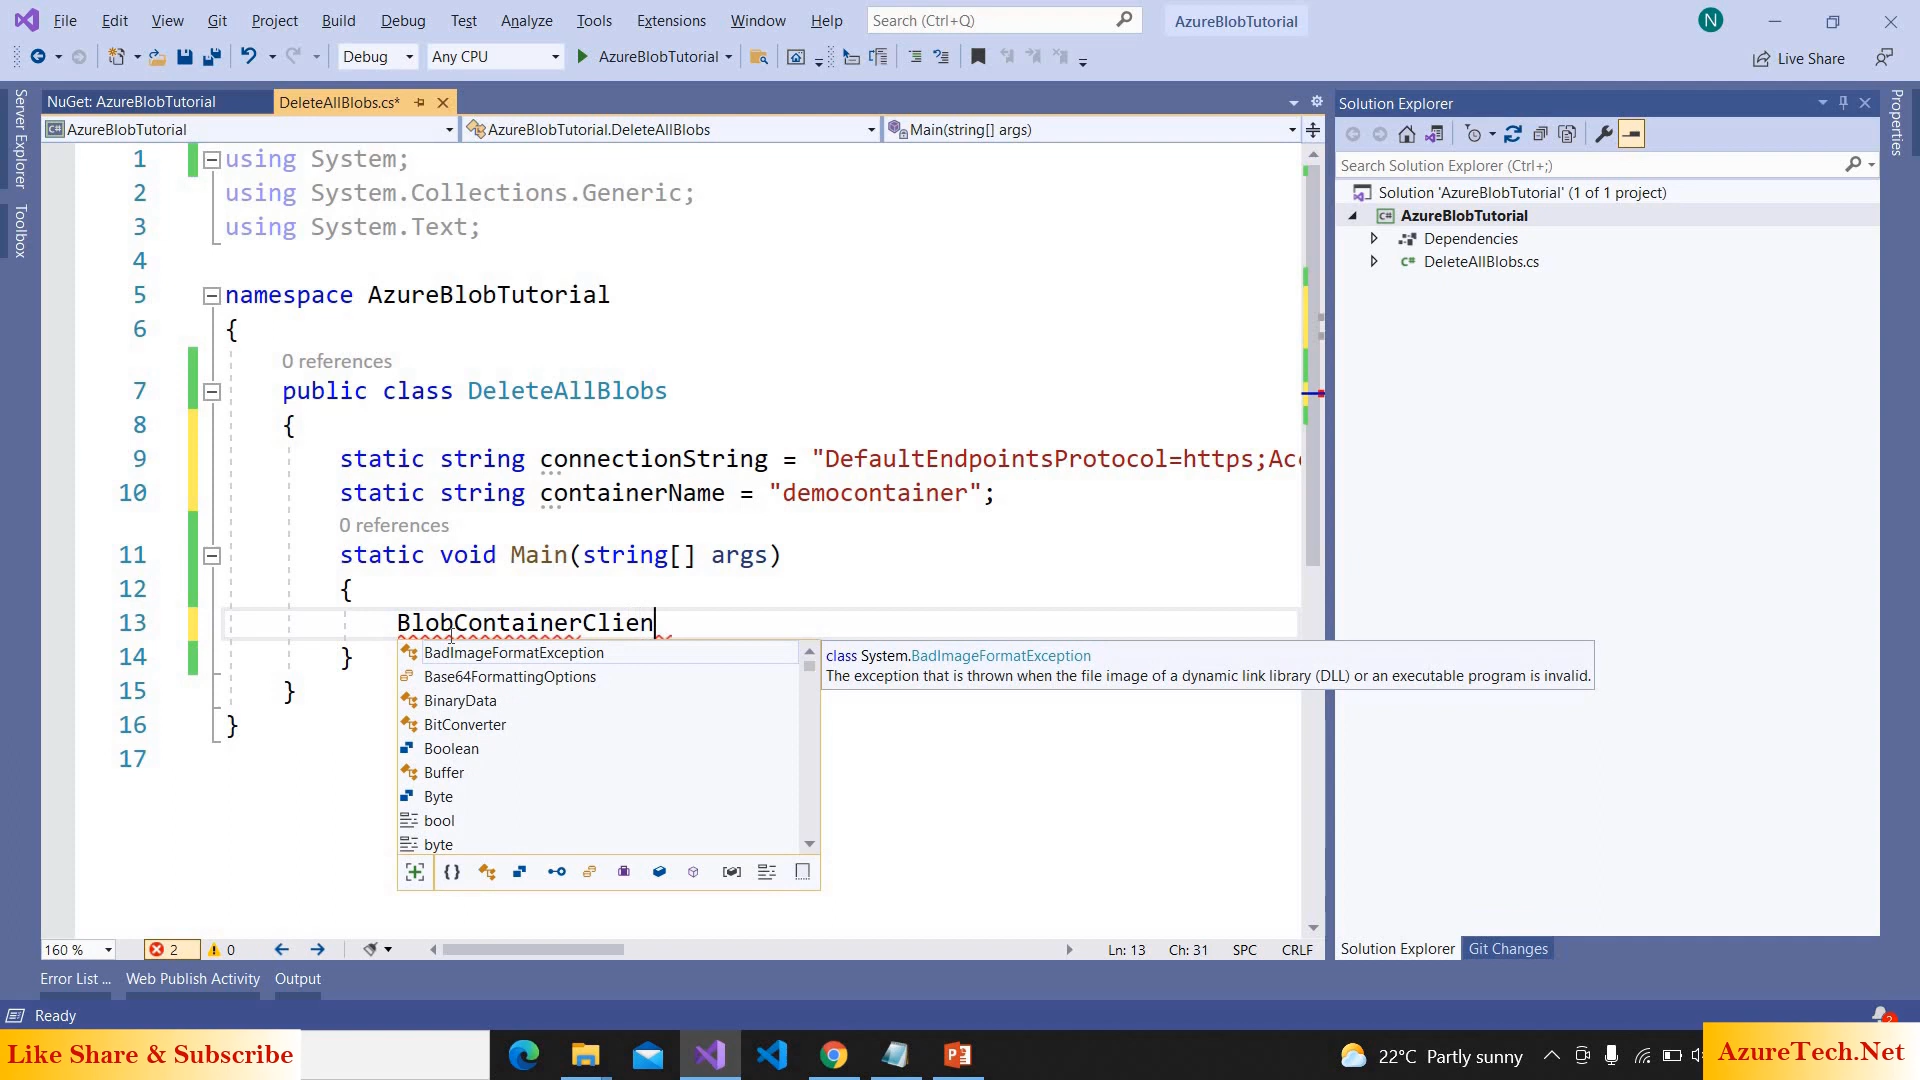 File Edit View Git Project Build Debug Test Analyze Tools Extensions Window Help Search (Ctrl+Q) AzureBlobTutorial N
Debug Any CPU AzureBlobTutorial Live Share
Server Explorer
Toolbox
NuGet: AzureBlobTutorial DeleteAllBlobs.cs*
AzureBlobTutorial AzureBlobTutorial.DeleteAllBlobs Main(string[] args)
1 using System;
2 using System.Collections.Generic;
3 using System.Text;
4
5 namespace AzureBlobTutorial
6 {
0 references
7 public class DeleteAllBlobs
8 {
9 static string connectionString = "DefaultEndpointsProtocol=https;Acc
10 static string containerName = "democontainer";
0 references
11 static void Main(string[] args)
12 {
13 BlobContainerClien
14 }
15 }
16 }
17
BadImageFormatException
Base64FormattingOptions
BinaryData
BitConverter
Boolean
Buffer
Byte
bool
byte
class System.BadImageFormatException
The exception that is thrown when the file image of a dynamic link library (DLL) or an executable program is invalid.
160 % 2 0 Ln: 13 Ch: 31 SPC CRLF
Solution Explorer
Search Solution Explorer (Ctrl+;)
Solution 'AzureBlobTutorial' (1 of 1 project)
AzureBlobTutorial
Dependencies
DeleteAllBlobs.cs
Solution Explorer Git Changes
Properties
Error List ... Web Publish Activity Output
Ready 2
Like Share & Subscribe
22°C Partly sunny
AzureTech.Net